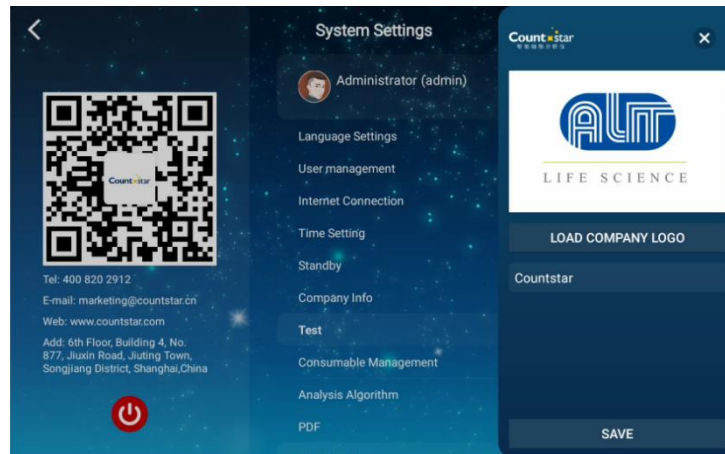 Countstar
Tel: 400 820 2912
E-mail: marketing@countstar.cn
Web: www.countstar.com
Add: 6th Floor, Building 4, No.
877, Jiuxin Road, Jiuting Town,
Songjiang District, Shanghai,China
System Settings
Administrator (admin)
Language Settings
User management
Internet Connection
Time Setting
Standby
Company Info
Test
Consumable Management
Analysis Algorithm
PDF
Countstar
ALIT
LIFE SCIENCE
LOAD COMPANY LOGO
Countstar
SAVE